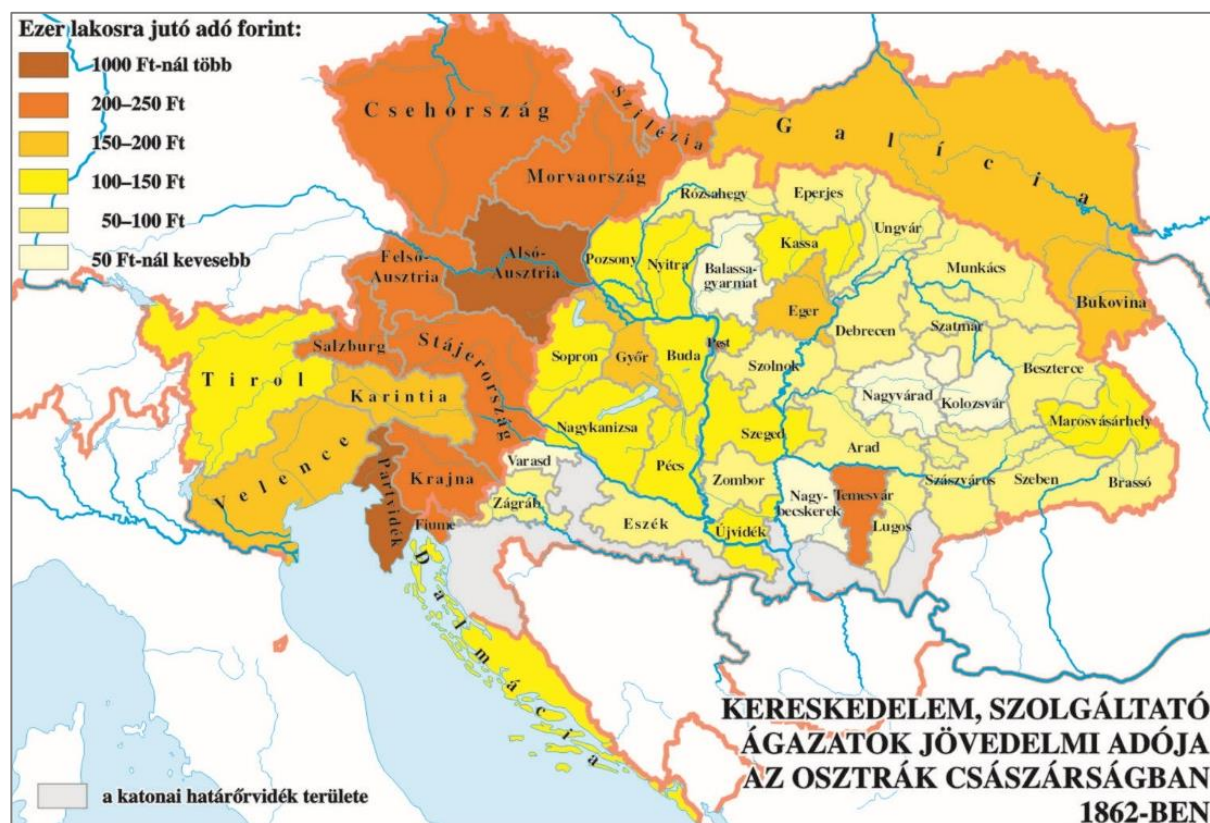 Ezer lakosra jutó adó forint:
1000 Ft-nál több
200–250 Ft
150–200 Ft
100–150 Ft
50–100 Ft
50 Ft-nál kevesebb
Csehország
Szilézia
Galícia
Morvaország
Rózsahegy
Eperjes
Ungvár
Felső-
Ausztria
Alsó-
Ausztria
Pozsony
Nyitra
Balassa-
gyarmat
Kassa
Munkács
Bukovina
Salzburg
Stájerország
Sopron
Győr
Buda
Pest
Eger
Debrecen
Szatmár
Tirol
Karintia
Szolnok
Beszterce
Nagyvárad
Kolozsvár
Marosvásárhely
Nagykanizsa
Szeged
Velence
Partvidék
Krajna
Varasd
Pécs
Arad
Zágráb
Zombor
Nagy-
becskerek
Temesvár
Szászváros
Szeben
Brassó
Fiume
Eszék
Újvidék
Lugos
Dalmácia
KERESKEDELEM, SZOLGÁLTATÓ
ÁGAZATOK JÖVEDELMI ADÓJA
AZ OSZTRÁK CSÁSZÁRSÁGBAN
1862-BEN
a katonai határőrvidék területe